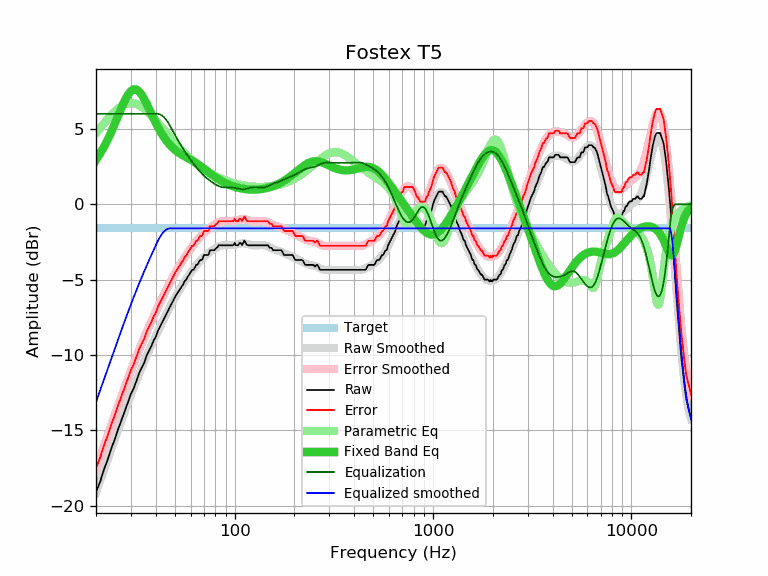 Fostex T5
Amplitude (dBr)
5
0
−5
−10
−15
−20
Target
Raw Smoothed
Error Smoothed
Raw
Error
Parametric Eq
Fixed Band Eq
Equalization
Equalized smoothed
100
1000
10000
Frequency (Hz)